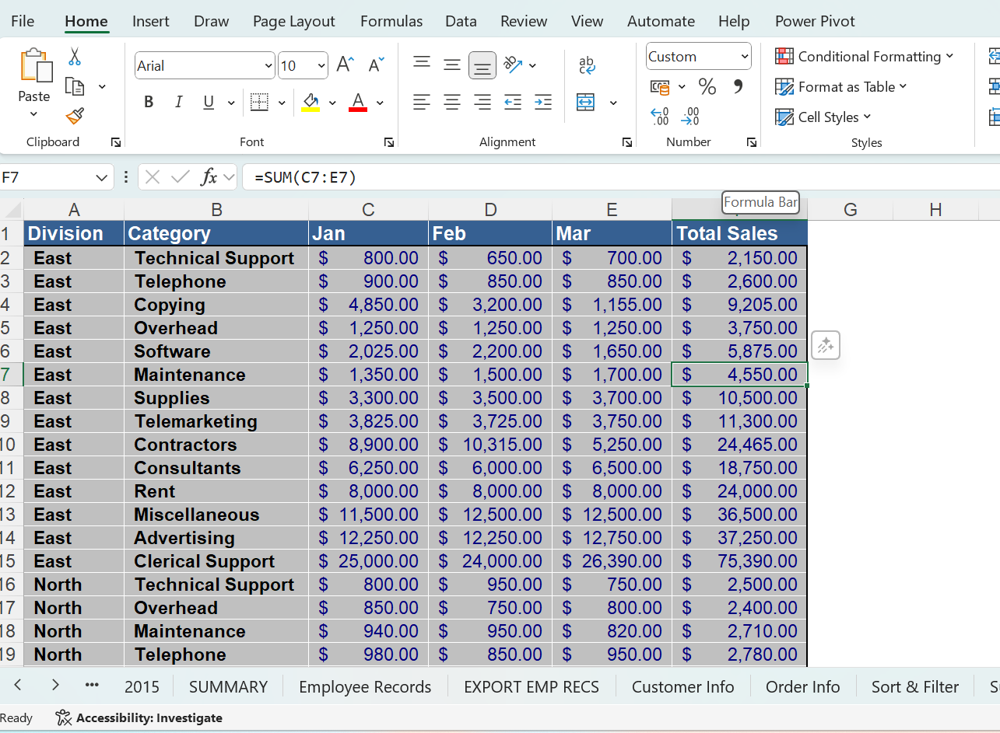 File Home Insert Draw Page Layout Formulas Data Review View Automate Help Power Pivot
Arial 10 ab Custom Conditional Formatting
Paste B I U A % Format as Table
Cell Styles
Clipboard Font Alignment Number Styles
F7 fx =SUM(C7:E7)
Formula Bar
A B C D E G H
1 Division Category Jan Feb Mar Total Sales
2 East Technical Support $ 800.00 $ 650.00 $ 700.00 $ 2,150.00
3 East Telephone $ 900.00 $ 850.00 $ 850.00 $ 2,600.00
4 East Copying $ 4,850.00 $ 3,200.00 $ 1,155.00 $ 9,205.00
5 East Overhead $ 1,250.00 $ 1,250.00 $ 1,250.00 $ 3,750.00
6 East Software $ 2,025.00 $ 2,200.00 $ 1,650.00 $ 5,875.00
7 East Maintenance $ 1,350.00 $ 1,500.00 $ 1,700.00 $ 4,550.00
8 East Supplies $ 3,300.00 $ 3,500.00 $ 3,700.00 $ 10,500.00
9 East Telemarketing $ 3,825.00 $ 3,725.00 $ 3,750.00 $ 11,300.00
10 East Contractors $ 8,900.00 $ 10,315.00 $ 5,250.00 $ 24,465.00
11 East Consultants $ 6,250.00 $ 6,000.00 $ 6,500.00 $ 18,750.00
12 East Rent $ 8,000.00 $ 8,000.00 $ 8,000.00 $ 24,000.00
13 East Miscellaneous $ 11,500.00 $ 12,500.00 $ 12,500.00 $ 36,500.00
14 East Advertising $ 12,250.00 $ 12,250.00 $ 12,750.00 $ 37,250.00
15 East Clerical Support $ 25,000.00 $ 24,000.00 $ 26,390.00 $ 75,390.00
16 North Technical Support $ 800.00 $ 950.00 $ 750.00 $ 2,500.00
17 North Overhead $ 850.00 $ 750.00 $ 800.00 $ 2,400.00
18 North Maintenance $ 940.00 $ 950.00 $ 820.00 $ 2,710.00
19 North Telephone $ 980.00 $ 850.00 $ 950.00 $ 2,780.00
2015 SUMMARY Employee Records EXPORT EMP RECS Customer Info Order Info Sort & Filter
Ready Accessibility: Investigate